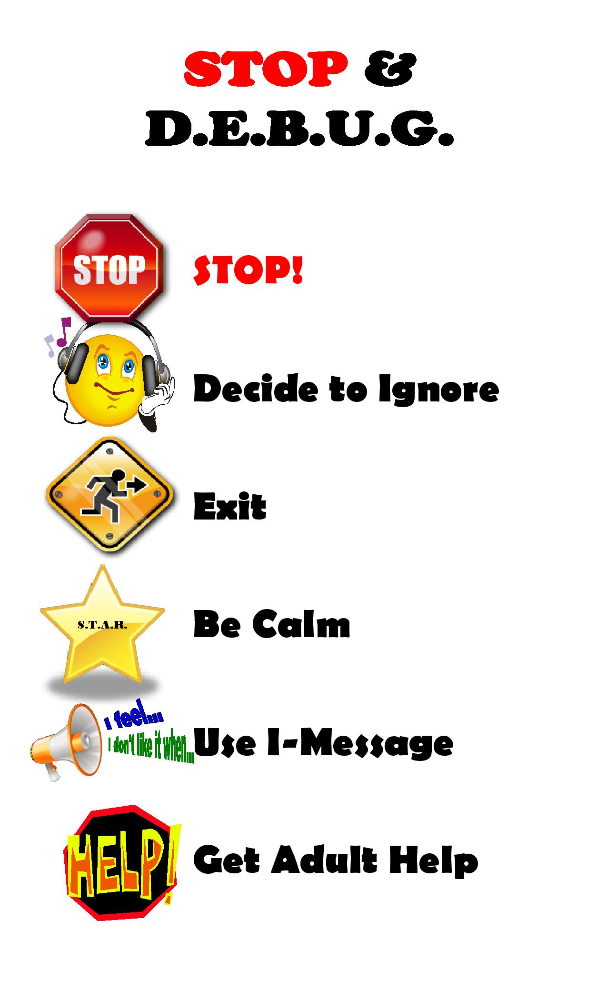 STOP &
D.E.B.U.G.
STOP
STOP!
Decide to Ignore
Exit
S.T.A.R.
Be Calm
I feel...
I don't like it when...
Use I-Message
HELP!
Get Adult Help